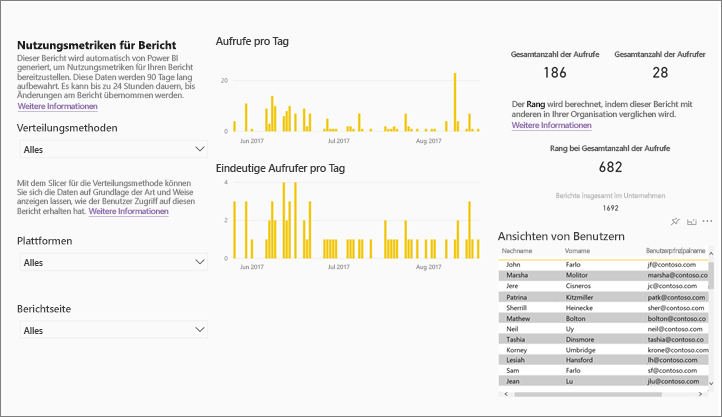 Nutzungsmetriken für Bericht
Dieser Bericht wird automatisch von Power BI
generiert, um Nutzungsmetriken für Ihren Bericht
bereitzustellen. Diese Daten werden 90 Tage lang
aufbewahrt. Es kann bis zu 24 Stunden dauern, bis
Änderungen am Bericht übernommen werden.
Weitere Informationen
Verteilungsmethoden
Alles
Mit dem Slicer für die Verteilungsmethode können
Sie sich die Daten auf Grundlage der Art und Weise
anzeigen lassen, wie der Benutzer Zugriff auf diesen
Bericht erhalten hat. Weitere Informationen
Plattformen
Alles
Berichtseite
Alles
Aufrufe pro Tag
20
0
Jun 2017 Jul 2017 Aug 2017
Eindeutige Aufrufer pro Tag
4
2
0
Jun 2017 Jul 2017 Aug 2017
Gesamtanzahl der Aufrufe Gesamtanzahl der Aufrufer
186 28
Der Rang wird berechnet, indem dieser Bericht mit
anderen in Ihrer Organisation verglichen wird.
Weitere Informationen
Rang bei Gesamtanzahl der Aufrufe
682
Berichte insgesamt im Unternehmen
1692
Ansichten von Benutzern
Nechname Vorname Benutzerprinzipalname
John Farlo jf@contoso.com
Marsha Molitor marsha@contoso.co
Jere Cisneros jc@contoso.com
Patrina Kitzmiller patk@contoso.com
Sherrill Heinecke sher@contoso.com
Mathew Bolton bolton@contoso.co
Neil Uy neil@contoso.com
Tashia Dinsmore tashia@contoso.co
Korney Umbridge krone@contoso.com
Lesiah Hansford lh@contoso.com
Sam Farlo sf@contoso.com
Jean Lu jlu@contoso.com